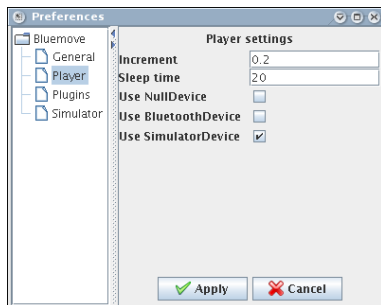 Preferences
Bluemove
General
Player
Plugins
Simulator
Player settings
Increment 0.2
Sleep time 20
Use NullDevice
Use BluetoothDevice
Use SimulatorDevice
Apply Cancel